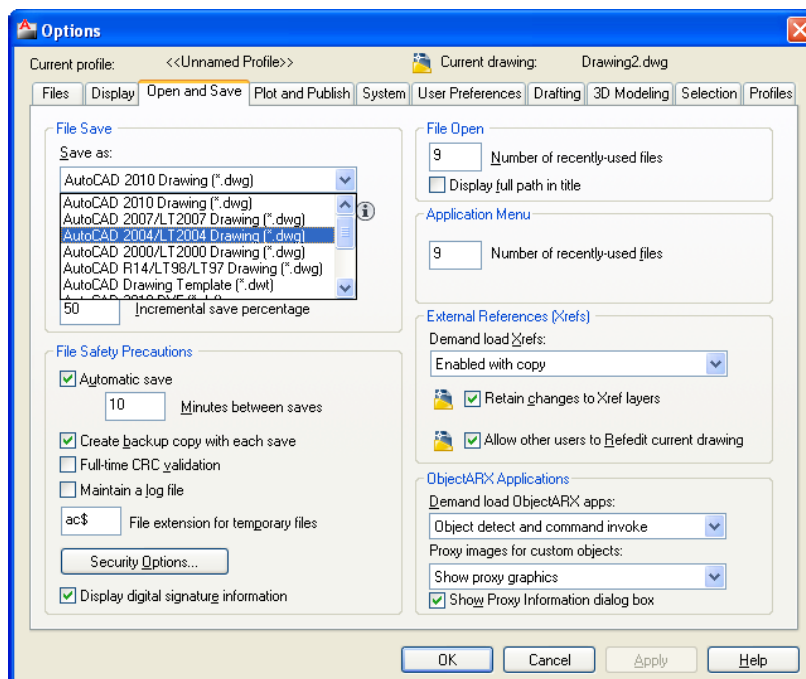 Options
Current profile: <<Unnamed Profile>> Current drawing: Drawing2.dwg
Files Display Open and Save Plot and Publish System User Preferences Drafting 3D Modeling Selection Profiles
File Save
Save as:
AutoCAD 2010 Drawing (*.dwg)
AutoCAD 2010 Drawing (*.dwg)
AutoCAD 2007/LT2007 Drawing (*.dwg)
AutoCAD 2004/LT2004 Drawing (*.dwg)
AutoCAD 2000/LT2000 Drawing (*.dwg)
AutoCAD R14/LT98/LT97 Drawing (*.dwg)
AutoCAD Drawing Template (*.dwt)
50 Incremental save percentage
File Safety Precautions
Automatic save
10 Minutes between saves
Create backup copy with each save
Full-time CRC validation
Maintain a log file
ac$ File extension for temporary files
Security Options...
Display digital signature information
File Open
9 Number of recently-used files
Display full path in title
Application Menu
9 Number of recently-used files
External References (Xrefs)
Demand load Xrefs:
Enabled with copy
Retain changes to Xref layers
Allow other users to Refedit current drawing
ObjectARX Applications
Demand load ObjectARX apps:
Object detect and command invoke
Proxy images for custom objects:
Show proxy graphics
Show Proxy Information dialog box
OK Cancel Apply Help